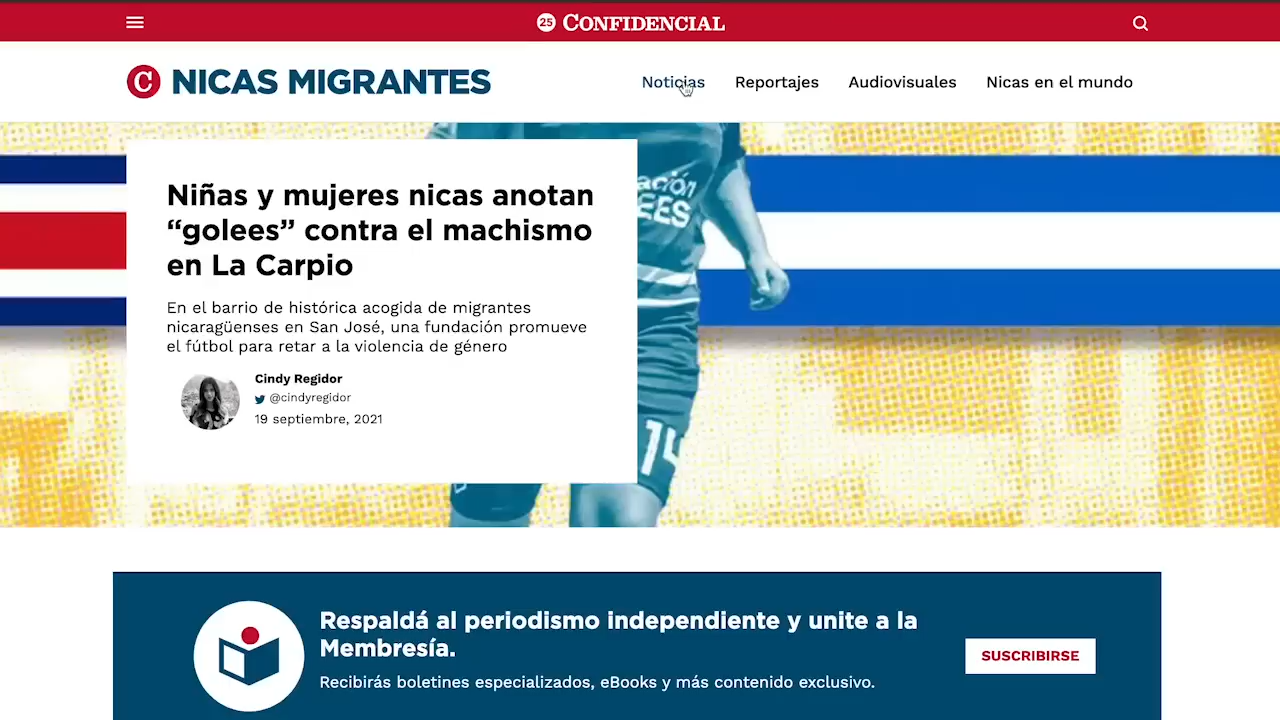 25 CONFIDENCIAL
C NICAS MIGRANTES
Noticias Reportajes Audiovisuales Nicas en el mundo
Niñas y mujeres nicas anotan
“golees” contra el machismo
en La Carpio
En el barrio de histórica acogida de migrantes
nicaragüenses en San José, una fundación promueve
el fútbol para retar a la violencia de género
Cindy Regidor
@cindyregidor
19 septiembre, 2021
ación
EES
14
Respaldá al periodismo independiente y unite a la
Membresía.
Recibirás boletines especializados, eBooks y más contenido exclusivo.
SUSCRIBIRSE